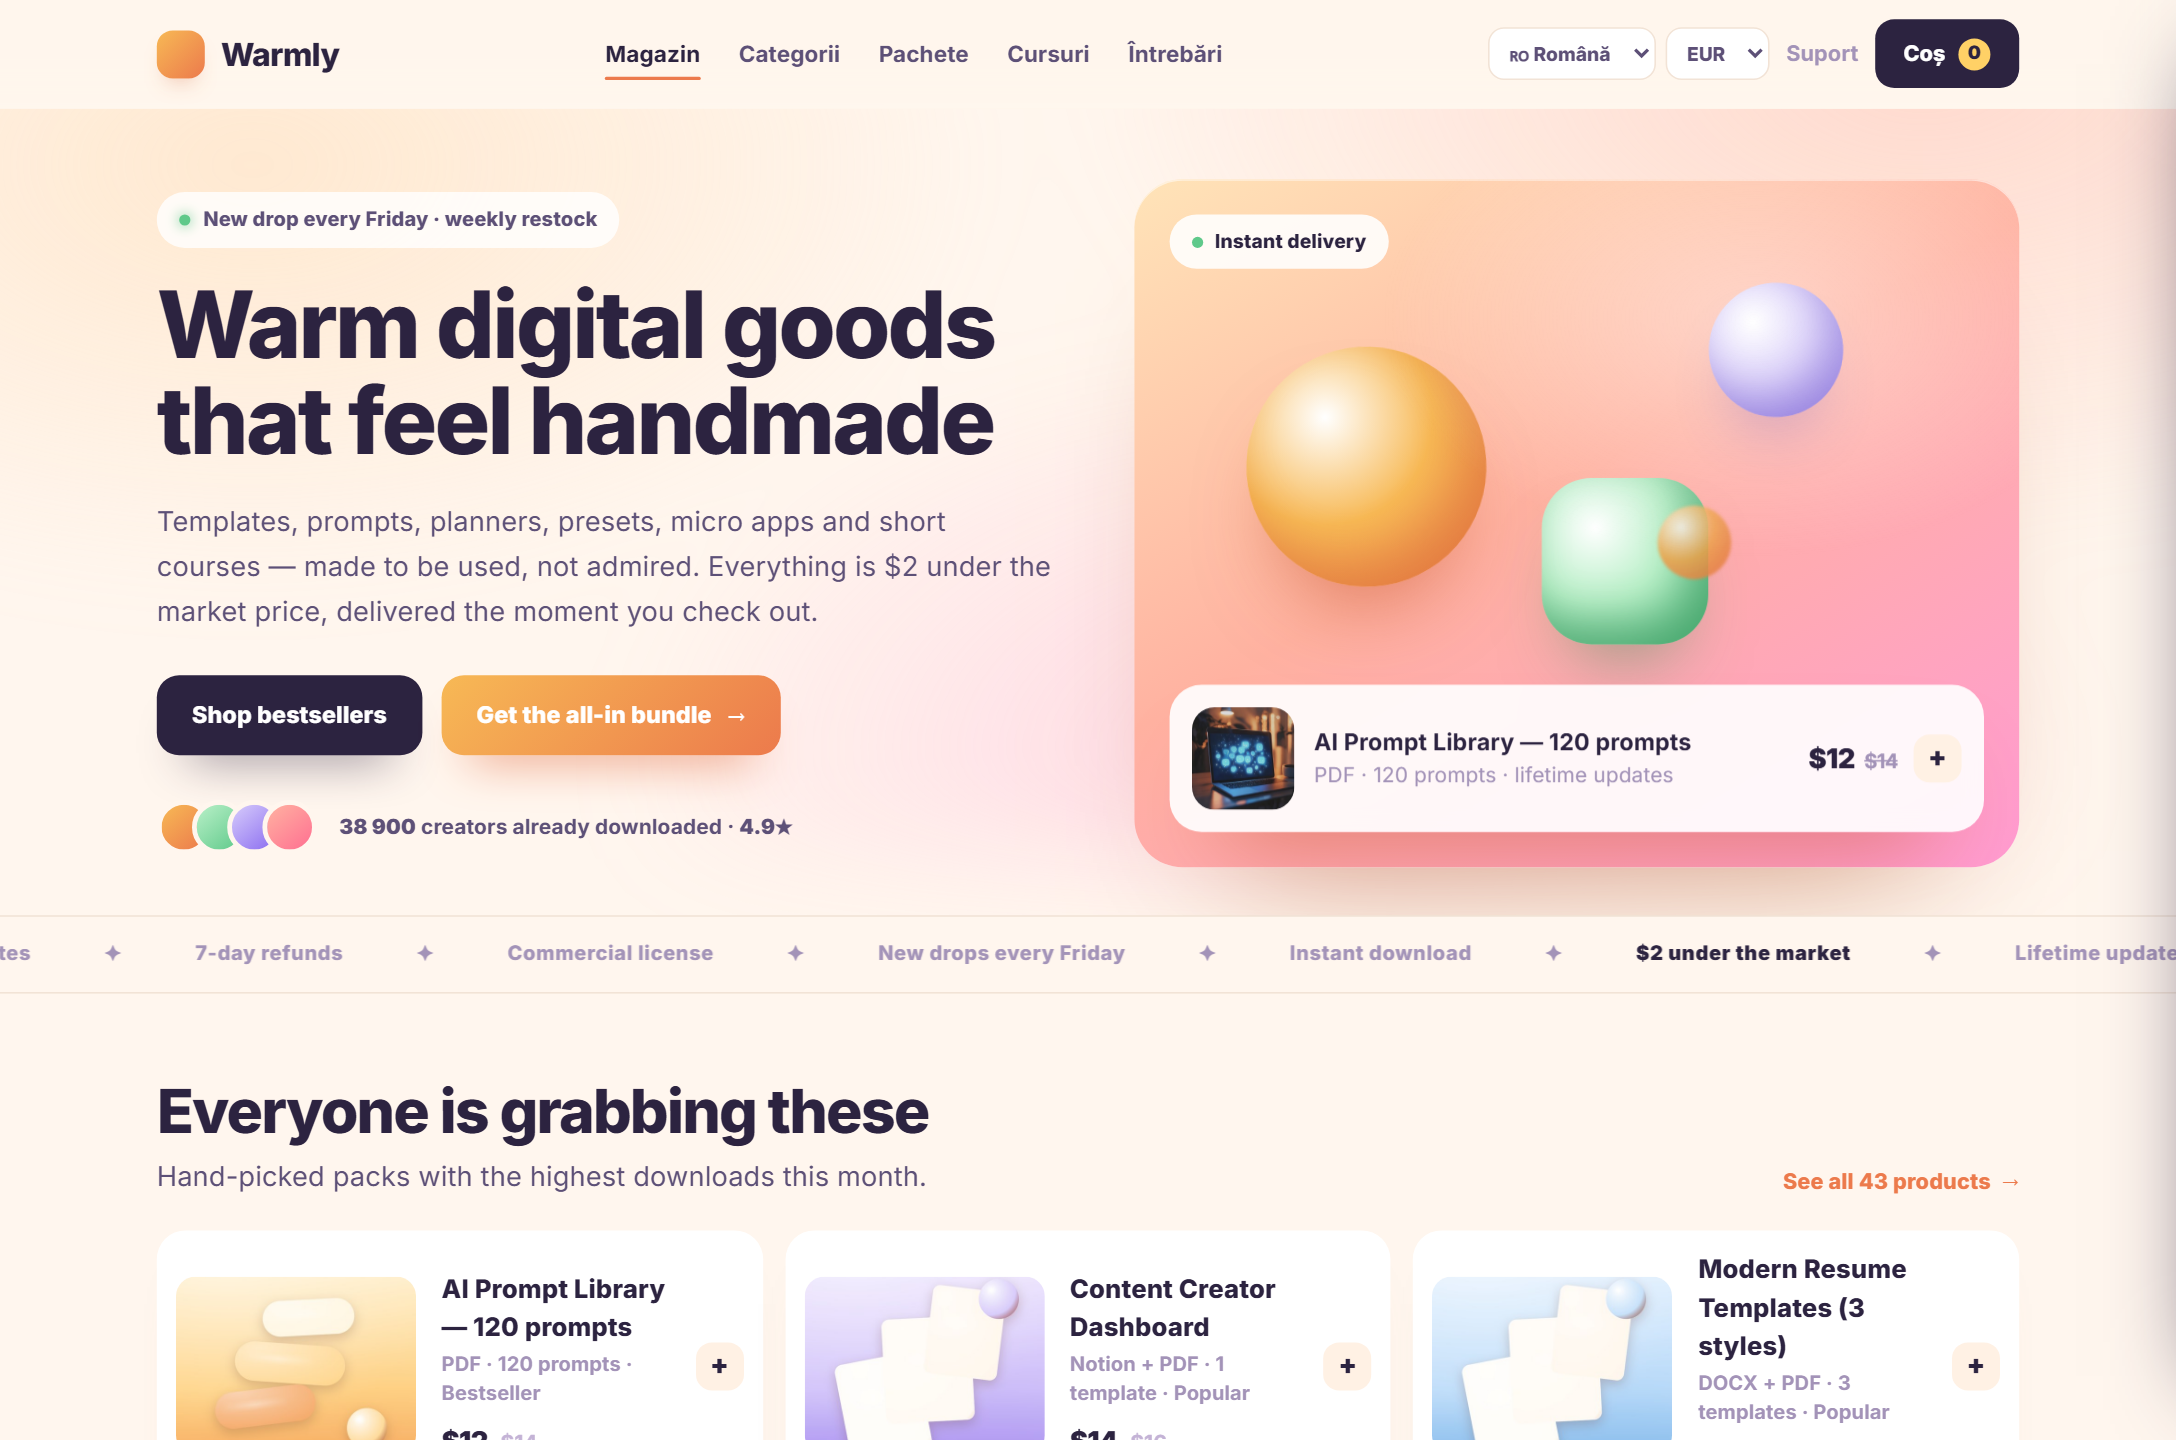 Warmly
Magazin
Categorii
Pachete
Cursuri
Întrebări
RO Română
EUR
Suport
Coș 0
New drop every Friday · weekly restock
Warm digital goods
that feel handmade
Templates, prompts, planners, presets, micro apps and short
courses — made to be used, not admired. Everything is $2 under the
market price, delivered the moment you check out.
Shop bestsellers
Get the all-in bundle →
38 900 creators already downloaded · 4.9★
Instant delivery
AI Prompt Library — 120 prompts
PDF · 120 prompts · lifetime updates
$12 $14 +
tes ✦ 7-day refunds ✦ Commercial license ✦ New drops every Friday ✦ Instant download ✦ $2 under the market ✦ Lifetime update
Everyone is grabbing these
Hand-picked packs with the highest downloads this month.
See all 43 products →
AI Prompt Library
— 120 prompts
PDF · 120 prompts ·
Bestseller
$12 $14
+
Content Creator
Dashboard
Notion + PDF · 1
template · Popular
$14
+
Modern Resume
Templates (3
styles)
DOCX + PDF · 3
templates · Popular
+